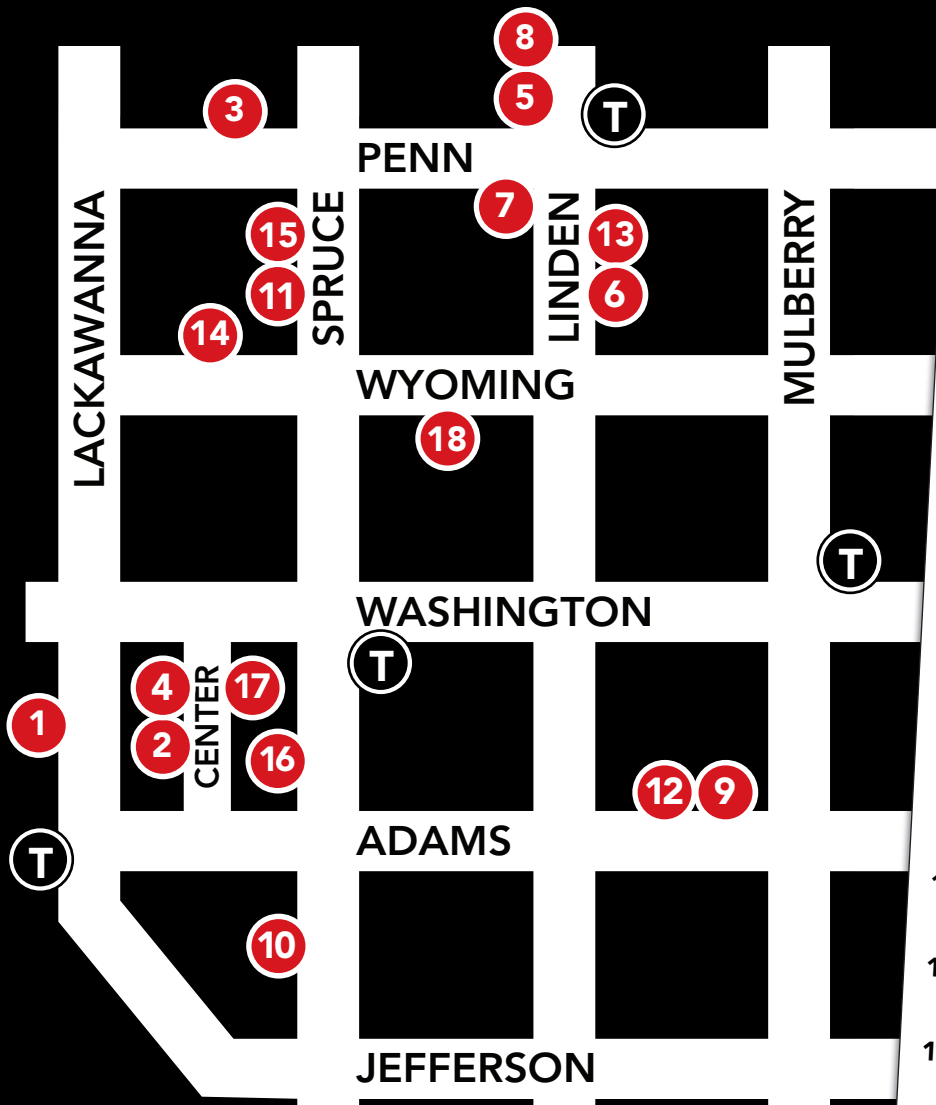 8
5
3
T
PENN
7
LACKAWANNA
SPRUCE
LINDEN
MULBERRY
15
13
11
6
14
WYOMING
18
T
WASHINGTON
T
4
17
CENTER
1
2
16
12
9
ADAMS
T
10
JEFFERSON